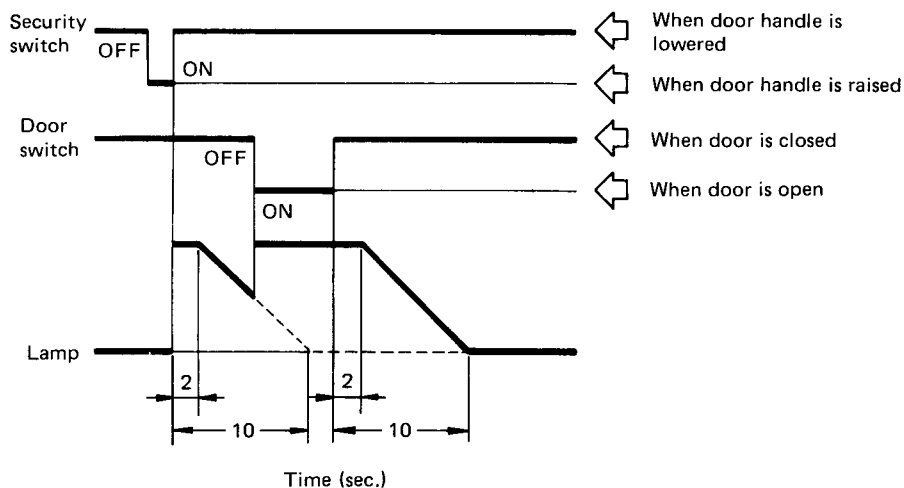 Security
switch
OFF
ON
When door handle is
lowered
When door handle is raised
Door
switch
OFF
ON
When door is closed
When door is open
Lamp
2
2
10
10
Time (sec.)